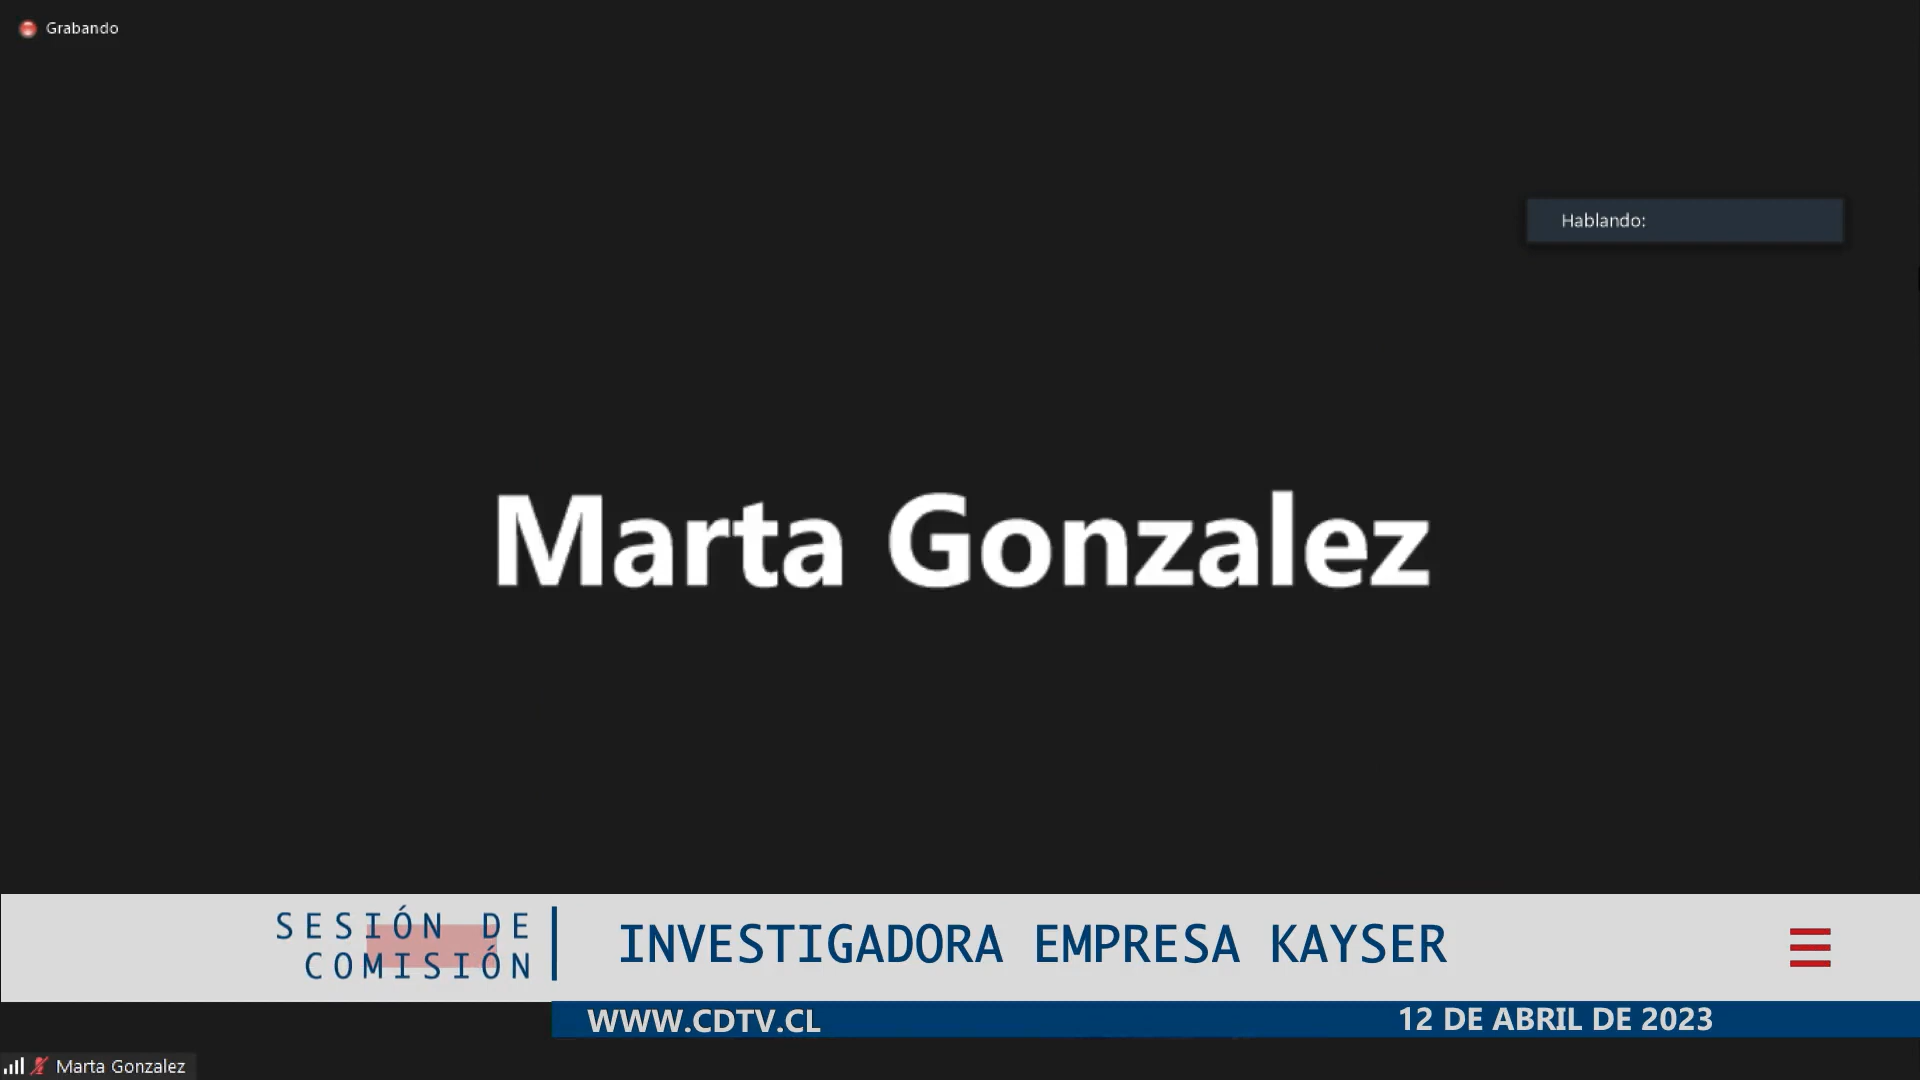 Grabando
Hablando:
Marta Gonzalez
SESIÓN DE
COMISIÓN
INVESTIGADORA EMPRESA KAYSER
WWW.CDTV.CL
12 DE ABRIL DE 2023
Marta Gonzalez